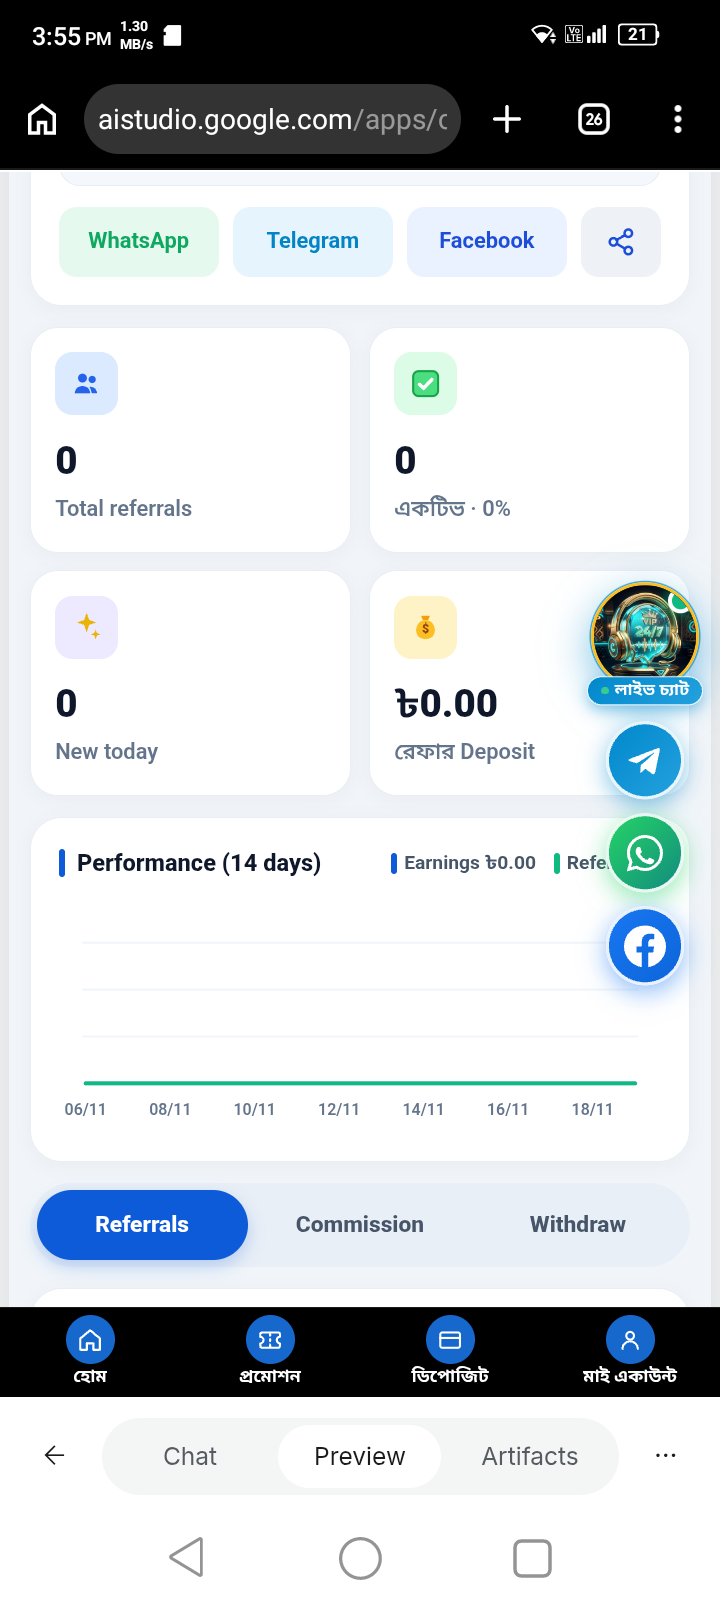 3:55 PM 1.30 MB/s 21
aistudio.google.com/apps/c 26
WhatsApp Telegram Facebook
0
Total referrals
0
একটিভ · 0%
0
New today
৳0.00
রেফার Deposit
VIP
24/7
লাইভ চ্যাট
Performance (14 days) Earnings ৳0.00
06/11 08/11 10/11 12/11 14/11 16/11 18/11
Referrals Commission Withdraw
হোম প্রমোশন ডিপোজিট মাই একাউন্ট
Chat Preview Artifacts